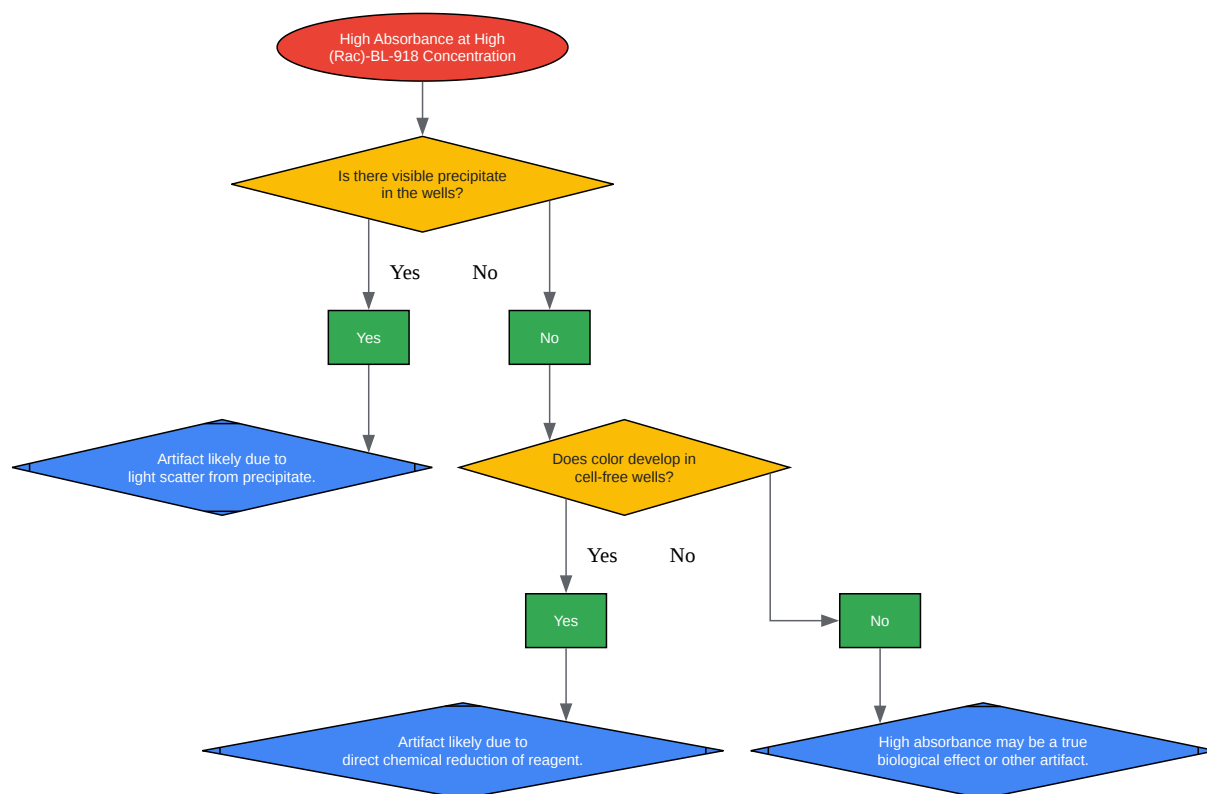 High Absorbance at High
(Rac)-BL-918 Concentration
Is there visible precipitate
in the wells?
Yes
No
Yes
No
Artifact likely due to
light scatter from precipitate.
Does color develop in
cell-free wells?
Yes
No
Yes
No
Artifact likely due to
direct chemical reduction of reagent.
High absorbance may be a true
biological effect or other artifact.